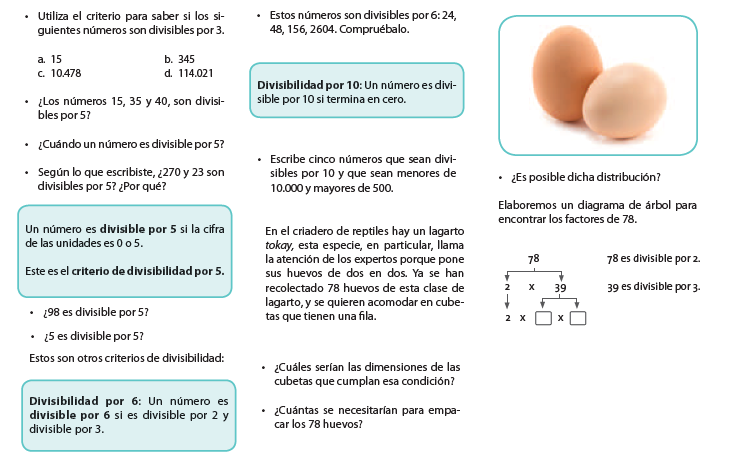 • Utiliza el criterio para saber si los si-
guientes números son divisibles por 3.
a. 15 b. 345
c. 10.478 d. 114.021
• ¿Los números 15, 35 y 40, son divisi-
bles por 5?
• ¿Cuándo un número es divisible por 5?
• Según lo que escribiste, ¿270 y 23 son
divisibles por 5? ¿Por qué?
Un número es divisible por 5 si la cifra
de las unidades es 0 o 5.
Este es el criterio de divisibilidad por 5.
• ¿98 es divisible por 5?
• ¿5 es divisible por 5?
Estos son otros criterios de divisibilidad:
Divisibilidad por 6: Un número es
divisible por 6 si es divisible por 2 y
divisible por 3.
• Estos números son divisibles por 6: 24,
48, 156, 2604. Compruébalo.
Divisibilidad por 10: Un número es divi-
sible por 10 si termina en cero.
• Escribe cinco números que sean divi-
sibles por 10 y que sean menores de
10.000 y mayores de 500.
En el criadero de reptiles hay un lagarto
tokay, esta especie, en particular, llama
la atención de los expertos porque pone
sus huevos de dos en dos. Ya se han
recolectado 78 huevos de esta clase de
lagarto, y se quieren acomodar en cube-
tas que tienen una fila.
• ¿Cuáles serían las dimensiones de las
cubetas que cumplan esa condición?
• ¿Cuántas se necesitarían para empa-
car los 78 huevos?
• ¿Es posible dicha distribución?
Elaboremos un diagrama de árbol para
encontrar los factores de 78.
78 78 es divisible por 2.
2 x 39 39 es divisible por 3.
2 x x